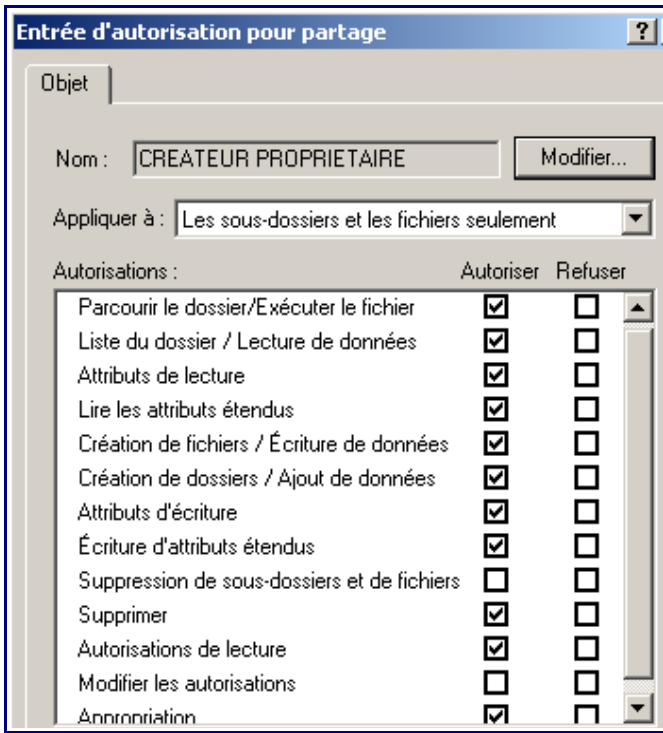 Entrée d'autorisation pour partage ?
Objet
Nom : CREATEUR PROPRIETAIRE Modifier...
Appliquer à : Les sous-dossiers et les fichiers seulement
Autorisations : Autoriser Refuser
Parcourir le dossier/Exécuter le fichier
Liste du dossier / Lecture de données
Attributs de lecture
Lire les attributs étendus
Création de fichiers / Écriture de données
Création de dossiers / Ajout de données
Attributs d'écriture
Écriture d'attributs étendus
Suppression de sous-dossiers et de fichiers
Supprimer
Autorisations de lecture
Modifier les autorisations
Appropriation